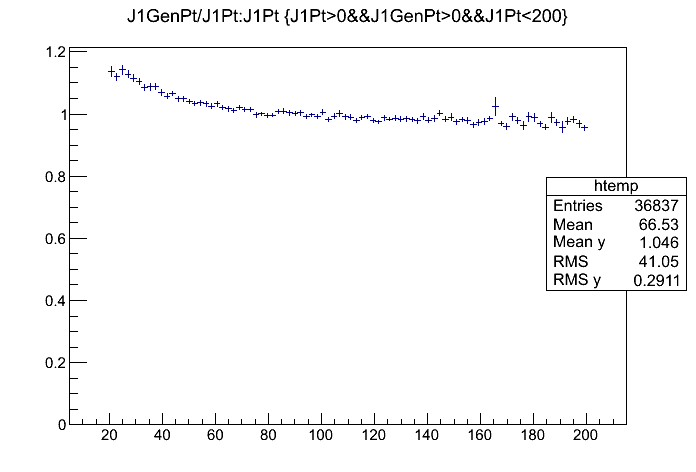 J1GenPt/J1Pt:J1Pt {J1Pt>0&&J1GenPt>0&&J1Pt<200}
1.2
1
0.8
0.6
0.4
0.2
0
20 40 60 80 100 120 140 160 180 200
htemp
Entries 36837
Mean 66.53
Mean y 1.046
RMS 41.05
RMS y 0.2911